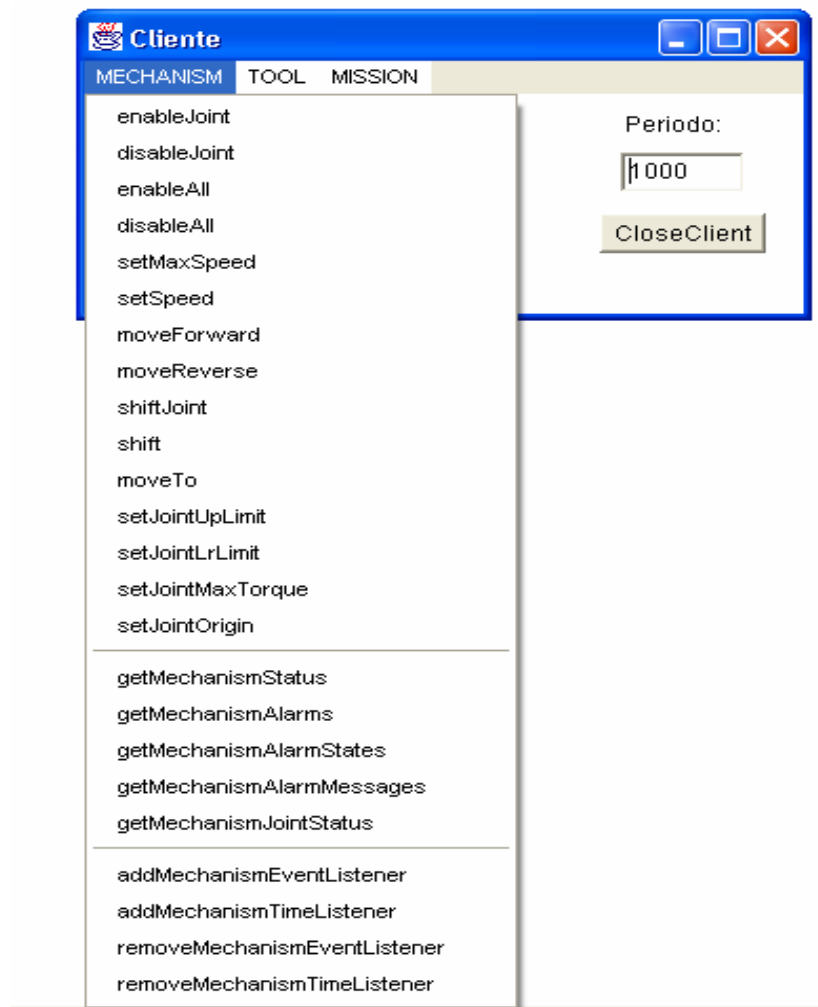 Cliente
MECHANISM TOOL MISSION
enableJoint
disableJoint
enableAll
disableAll
setMaxSpeed
setSpeed
moveForward
moveReverse
shiftJoint
shift
moveTo
setJointUpLimit
setJointLrLimit
setJointMaxTorque
setJointOrigin
getMechanismStatus
getMechanismAlarms
getMechanismAlarmStates
getMechanismAlarmMessages
getMechanismJointStatus
addMechanismEventListener
addMechanismTimeListener
removeMechanismEventListener
removeMechanismTimeListener
Periodo:
1000
CloseClient